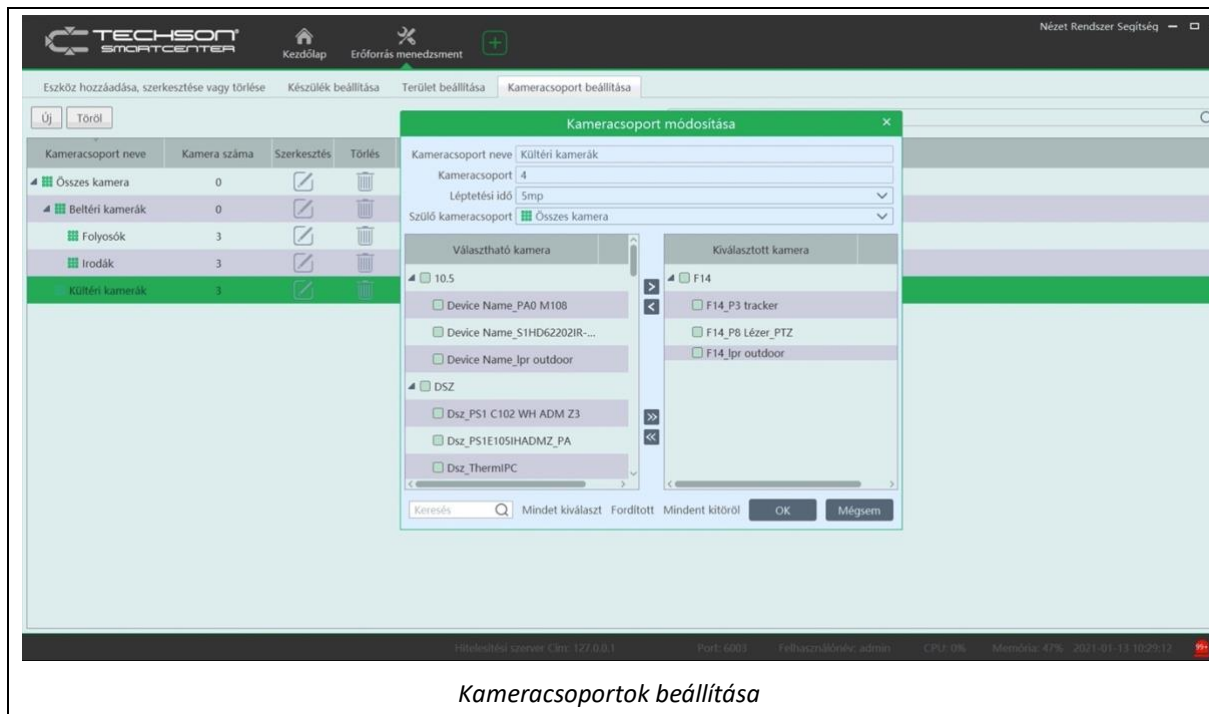 TECHSON
SMARTCENTER
Kezdőlap
Erőforrás menedzsment
Nézet Rendszer Segítség
Eszköz hozzáadása, szerkesztése vagy törlése Készülék beállítása Terület beállítása Kameracsoport beállítása
Új Töröl
Kameracsoport neve Kamera száma Szerkesztés Törlés
Összes kamera 0
Beltéri kamerák 0
Folyosók 3
Irodák 3
Kültéri kamerák 3
Kameracsoport módosítása
Kameracsoport neve Kültéri kamerák
Kameracsoport 4
Léptetési idő 5mp
Szülő kameracsoport Összes kamera
Választható kamera
10.5
Device Name_PA0 M108
Device Name_S1HD62202IR-...
Device Name_lpr outdoor
DSZ
Dsz_PS1 C102 WH ADM Z3
Dsz_PS1E105IHADMZ_PA
Dsz_ThermIPC
Kiválasztott kamera
F14
F14_P3 tracker
F14_P8 Lézer_PTZ
F14_lpr outdoor
Keresés Mindet kiválaszt Fordított Mindent kitöröl OK Mégsem
Hitelesítési szerver Cím: 127.0.0.1 Port: 6003 Felhasználónév: admin CPU: 0% Memória: 47% 2021-01-13 10:29:12 99+
Kameracsoportok beállítása